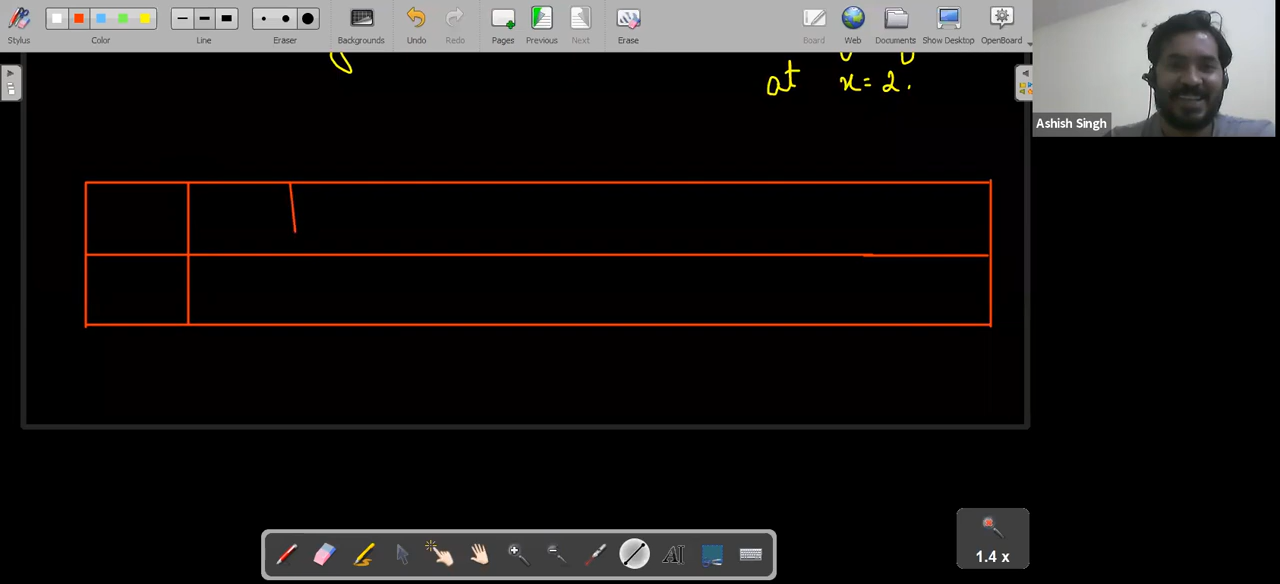 Stylus Color Line Eraser Backgrounds Undo Redo Pages Previous Next Erase Board Web Documents Show Desktop OpenBoard
at x = 2.
Ashish Singh
AI
1.4 x